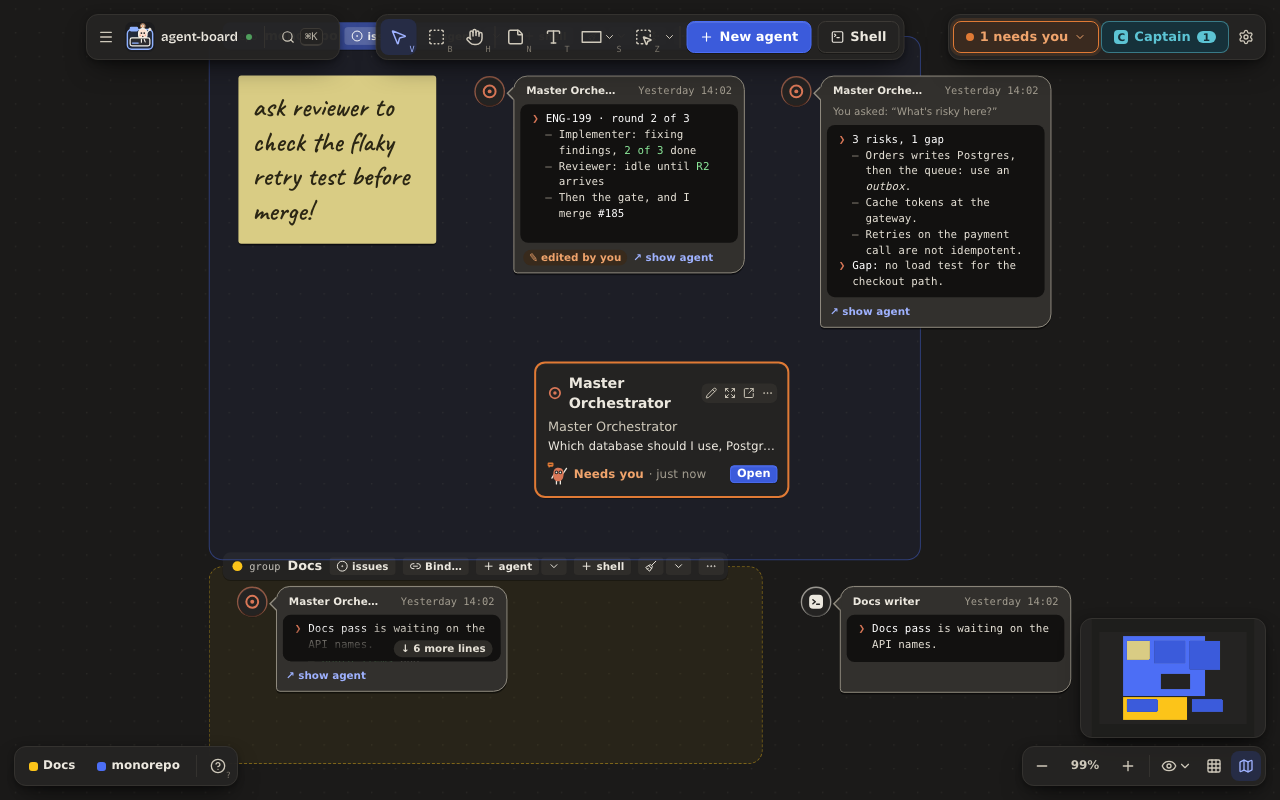 agent-board
⌘K
is
V
B
H
N
T
S
Z
+ New agent
Shell
1 needs you
C Captain 1
ask reviewer to
check the flaky
retry test before
merge!
Master Orche… Yesterday 14:02
❯ ENG-199 · round 2 of 3
– Implementer: fixing
findings, 2 of 3 done
– Reviewer: idle until R2
arrives
– Then the gate, and I
merge #185
✎ edited by you ↗ show agent
Master Orche… Yesterday 14:02
You asked: “What's risky here?”
❯ 3 risks, 1 gap
– Orders writes Postgres,
then the queue: use an
outbox.
– Cache tokens at the
gateway.
– Retries on the payment
call are not idempotent.
❯ Gap: no load test for the
checkout path.
↗ show agent
Master
Orchestrator
Master Orchestrator
Which database should I use, Postgr…
Needs you · just now Open
group Docs issues Bind… + agent + shell ···
Master Orche… Yesterday 14:02
❯ Docs pass is waiting on the
API names.
↓ 6 more lines
↗ show agent
Docs writer Yesterday 14:02
❯ Docs pass is waiting on the
API names.
Docs monorepo ?
− 99% +